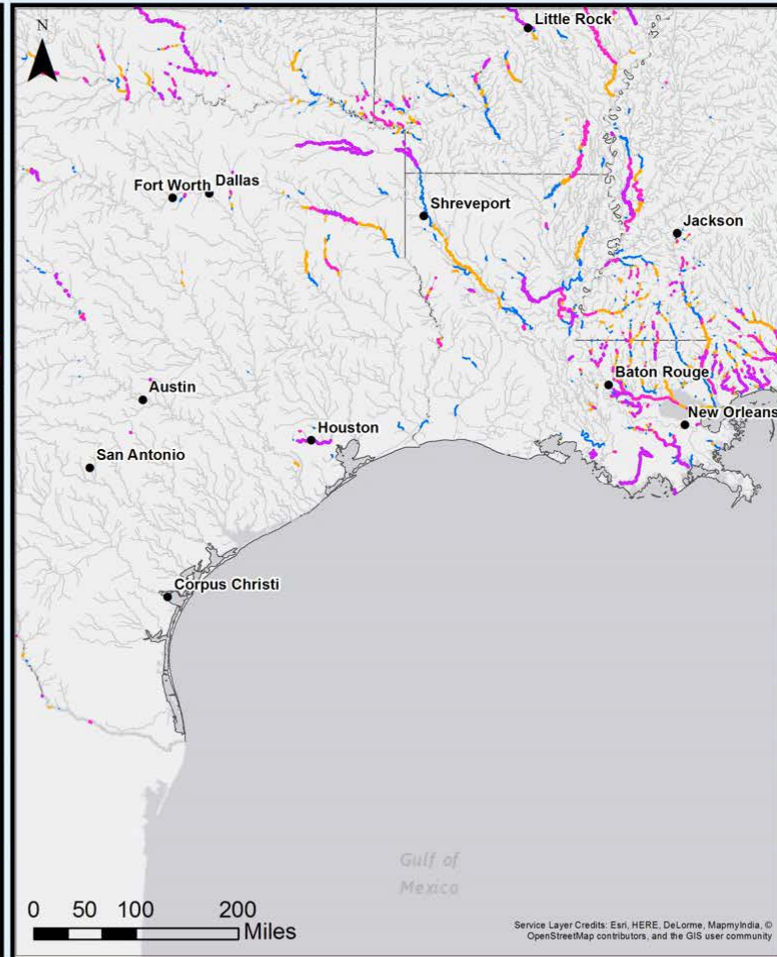 N
Little Rock
Fort Worth
Dallas
Shreveport
Jackson
Austin
Baton Rouge
Houston
New Orleans
San Antonio
Corpus Christi
Gulf of
Mexico
0 50 100 200
Miles
Service Layer Credits: Esri, HERE, DeLorme, MapmyIndia, ©
OpenStreetMap contributors, and the GIS user community